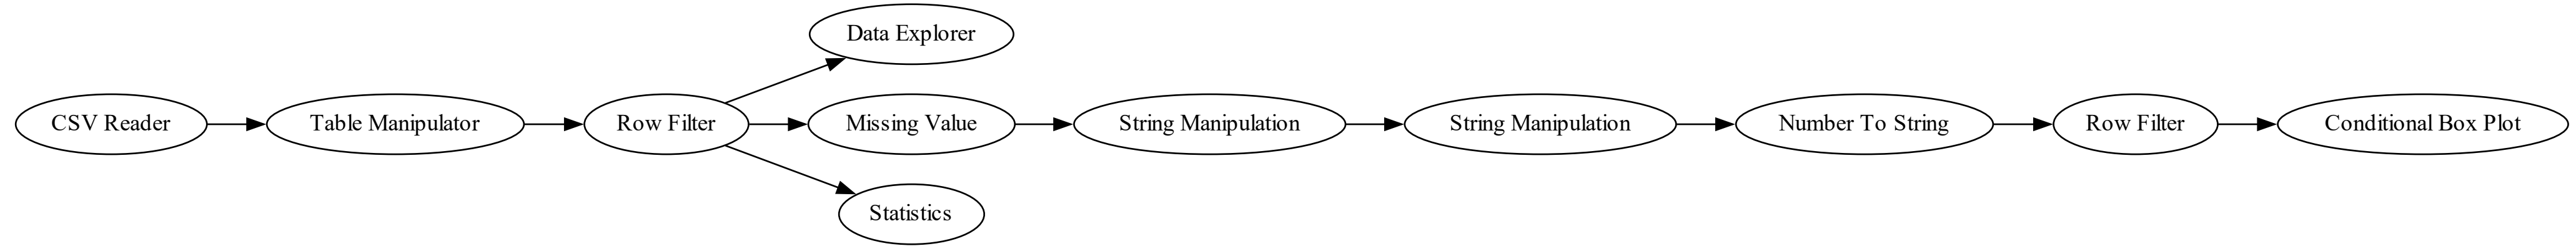 Data Explorer
CSV Reader
Table Manipulator
Row Filter
Missing Value
String Manipulation
String Manipulation
Number To String
Row Filter
Conditional Box Plot
Statistics